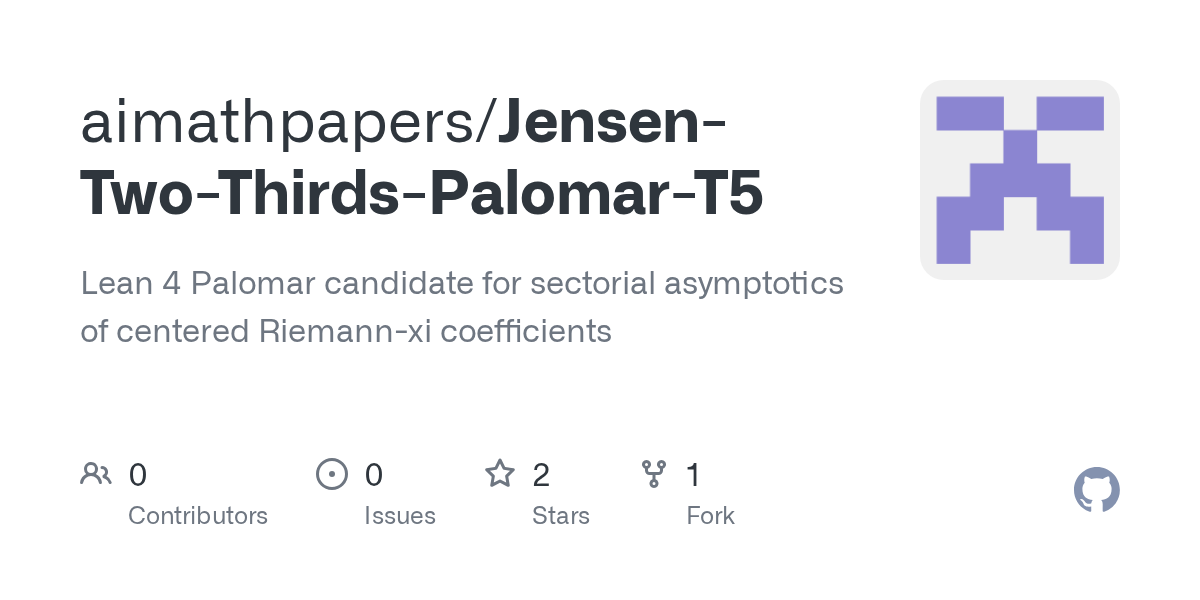 aimathpapers/Jensen-
Two-Thirds-Palomar-T5
Lean 4 Palomar candidate for sectorial asymptotics
of centered Riemann-xi coefficients
0
Contributors
0
Issues
2
Stars
1
Fork